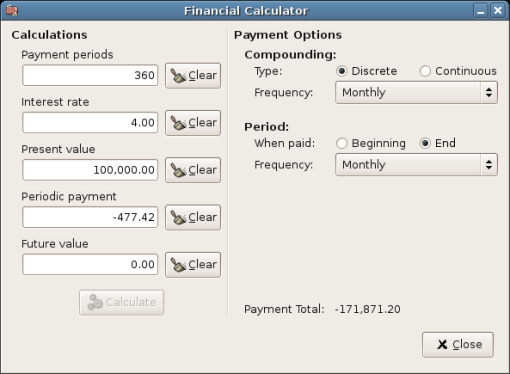 Financial Calculator
Calculations
Payment periods
360 Clear
Interest rate
4.00 Clear
Present value
100,000.00 Clear
Periodic payment
-477.42 Clear
Future value
0.00 Clear
Calculate
Payment Options
Compounding:
Type: Discrete Continuous
Frequency: Monthly
Period:
When paid: Beginning End
Frequency: Monthly
Payment Total: -171,871.20
Close